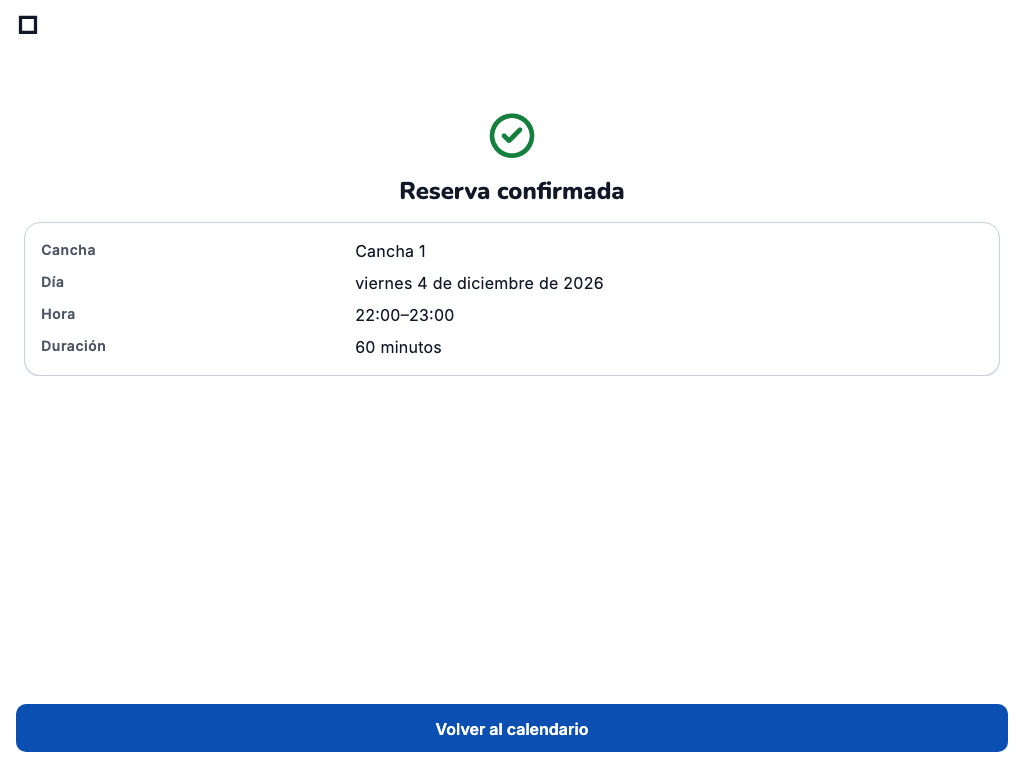 Reserva confirmada
Cancha Cancha 1
Día viernes 4 de diciembre de 2026
Hora 22:00–23:00
Duración 60 minutos
Volver al calendario